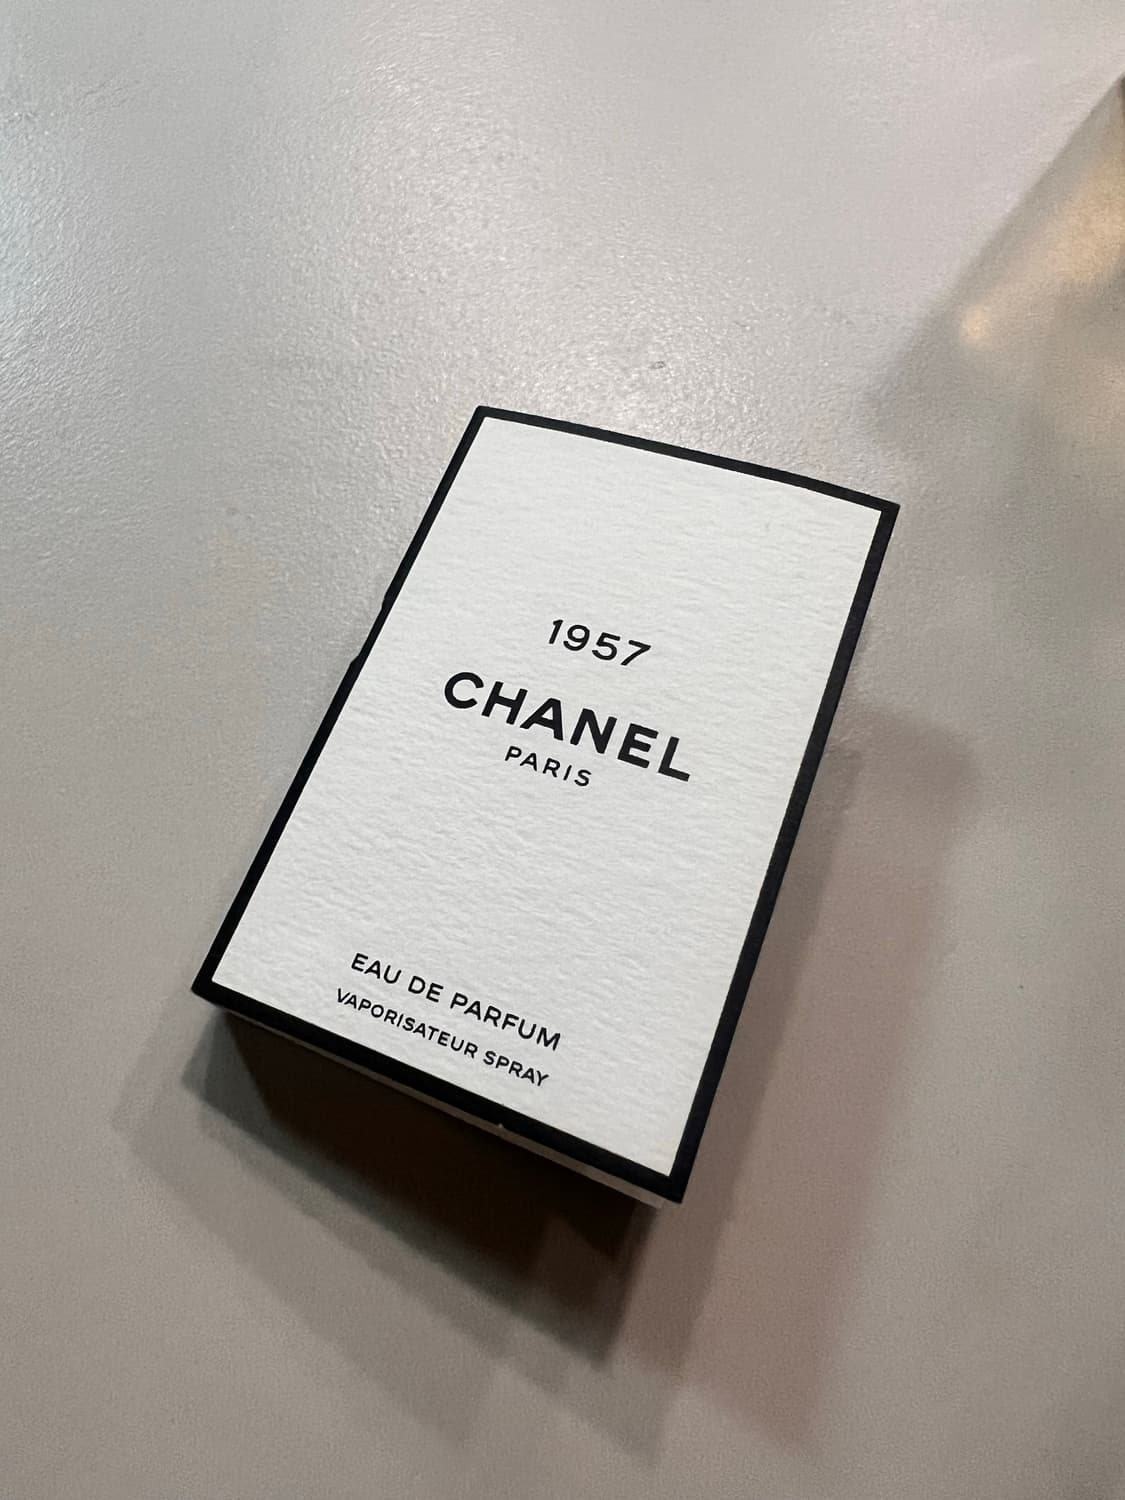 1957
CHANEL
PARIS
EAU DE PARFUM
VAPORISATEUR SPRAY